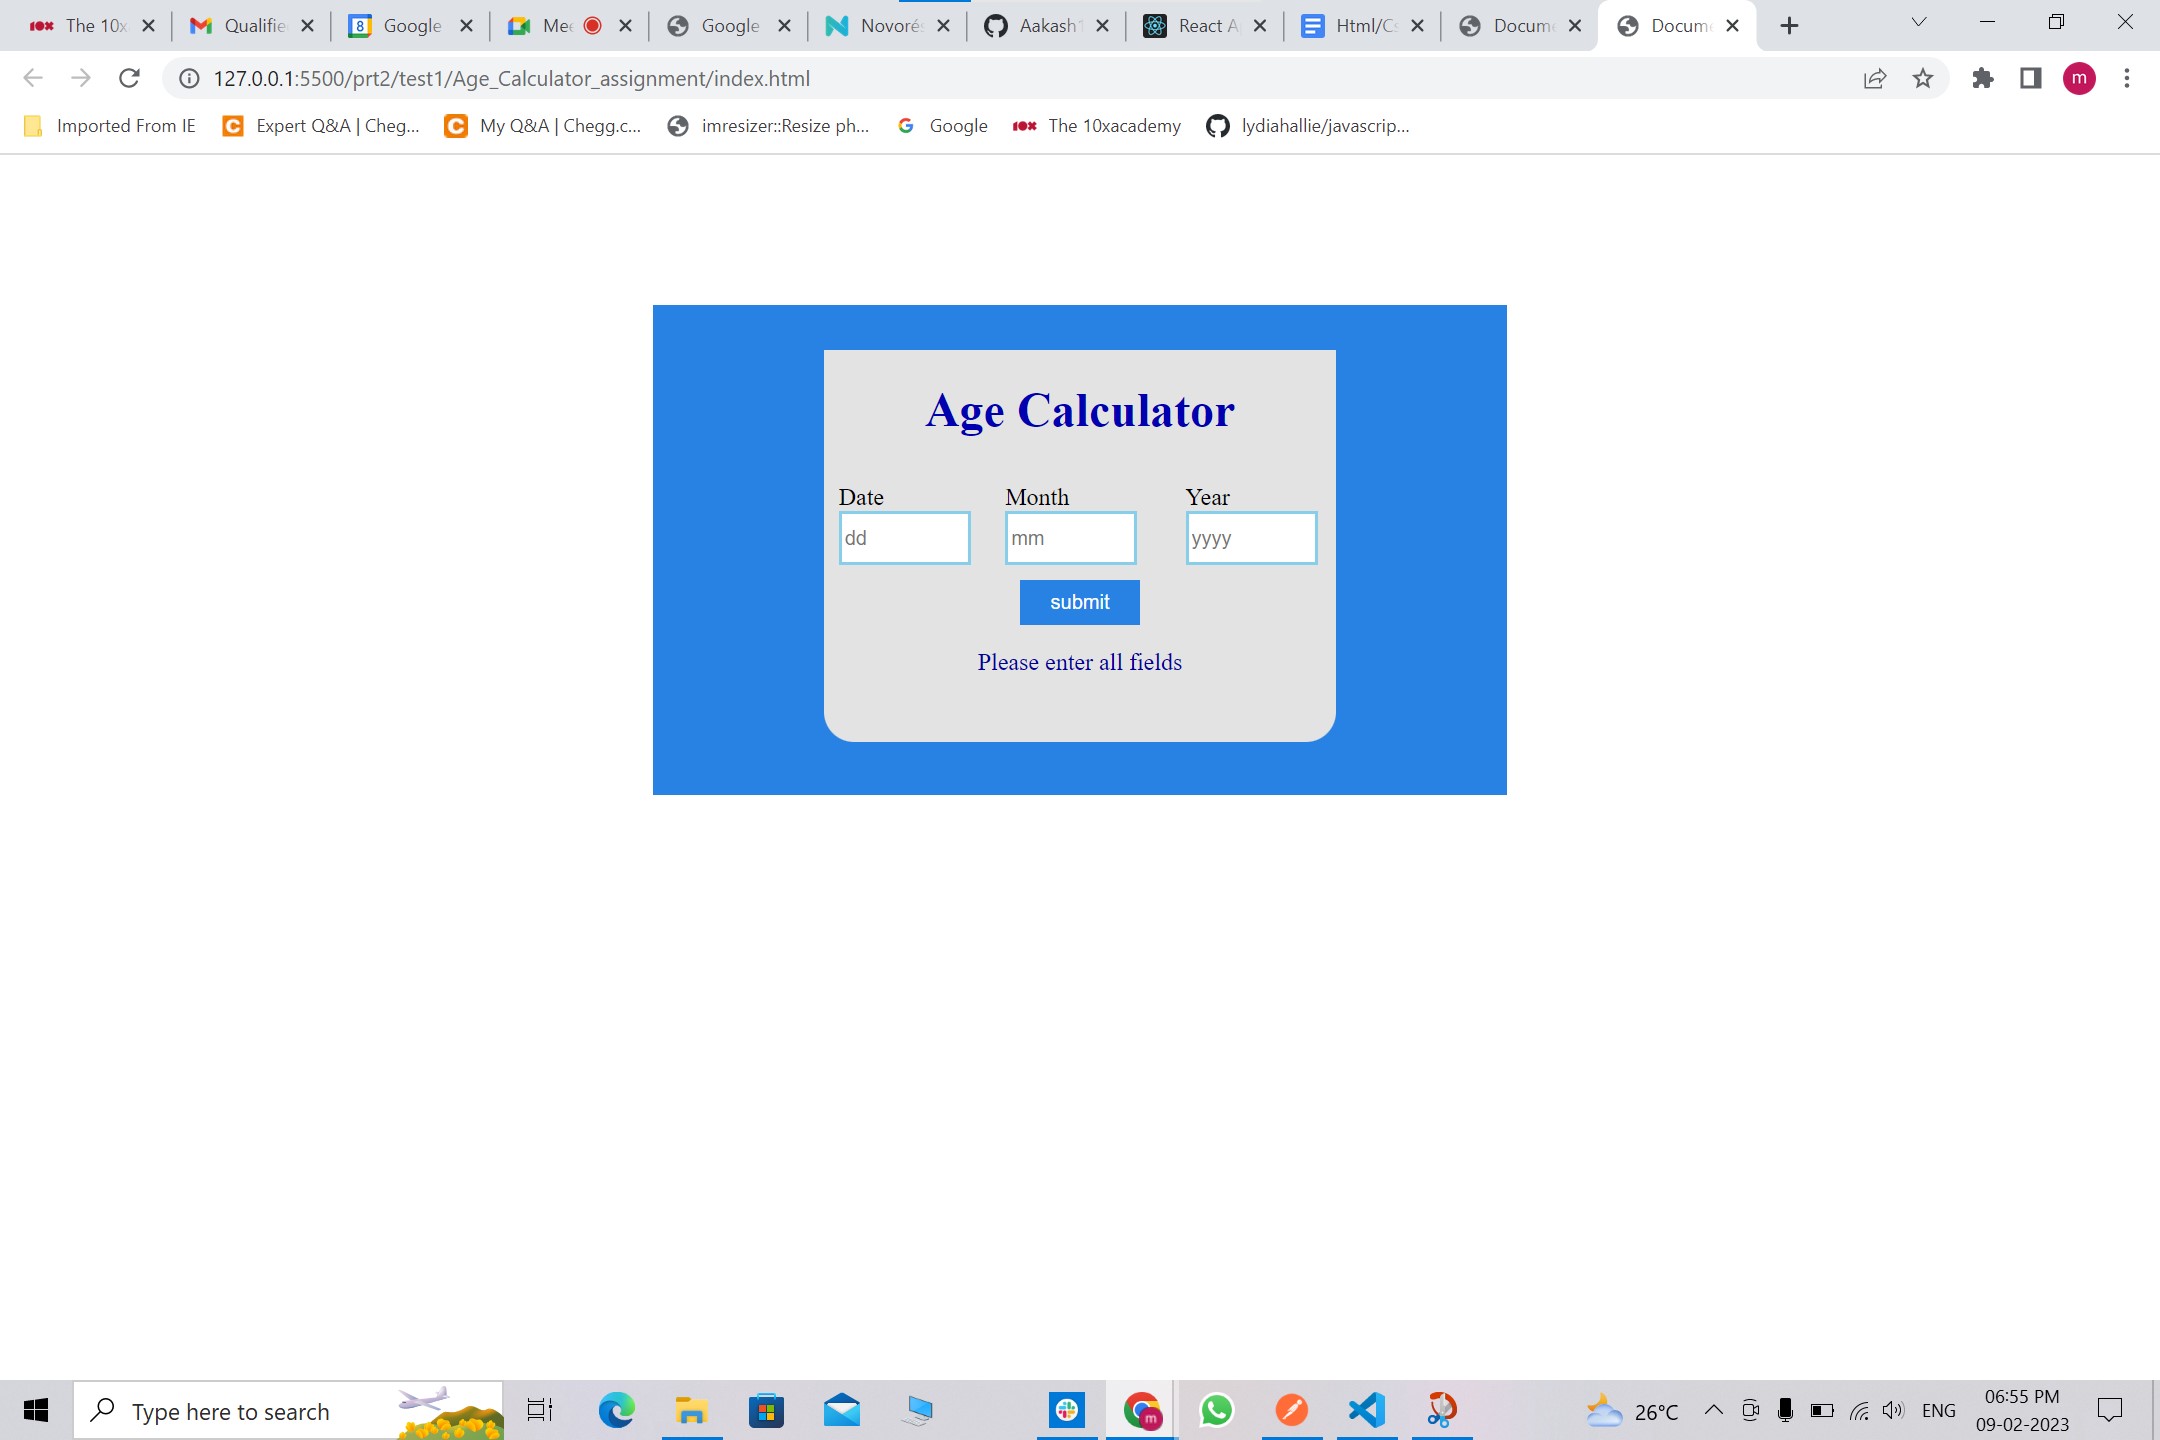 The 10x Qualifie Google Mee Google Novoré Aakash1 React A Html/Cs Docum Docum
127.0.0.1:5500/prt2/test1/Age_Calculator_assignment/index.html m
Imported From IE Expert Q&A | Cheg... My Q&A | Chegg.c... imresizer::Resize ph... Google The 10xacademy lydiahallie/javascrip...
Age Calculator
Date Month Year
dd mm yyyy
submit
Please enter all fields
Type here to search
26°C ENG
06:55 PM
09-02-2023